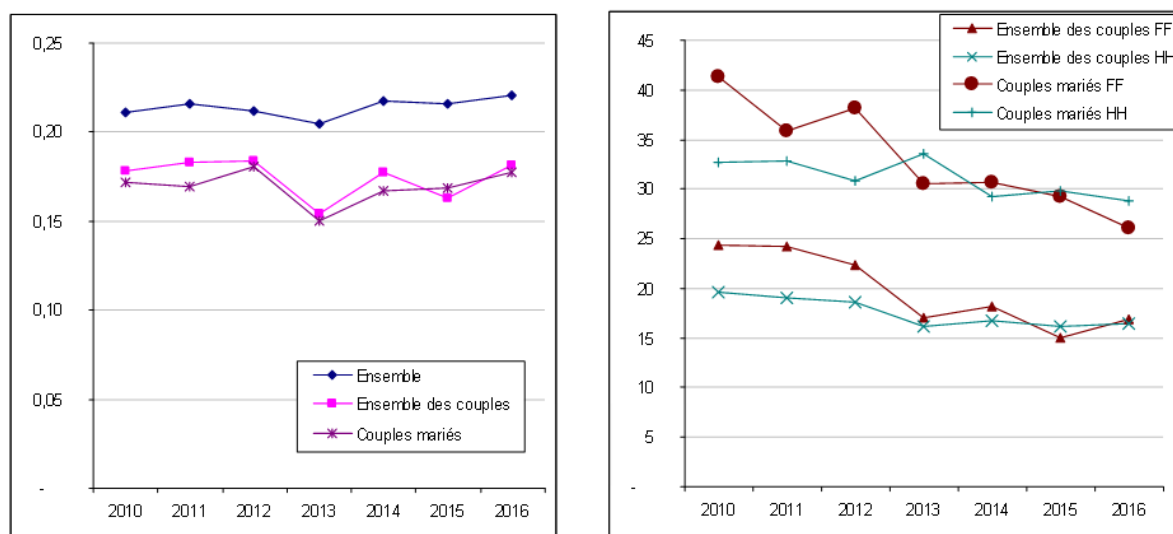 0,25
0,20
0,15
0,10
0,05
-
Ensemble
Ensemble des couples
Couples mariés
2010 2011 2012 2013 2014 2015 2016
Ensemble des couples FF
Ensemble des couples HH
Couples mariés FF
Couples mariés HH
45
40
35
30
25
20
15
10
5
-
2010 2011 2012 2013 2014 2015 2016